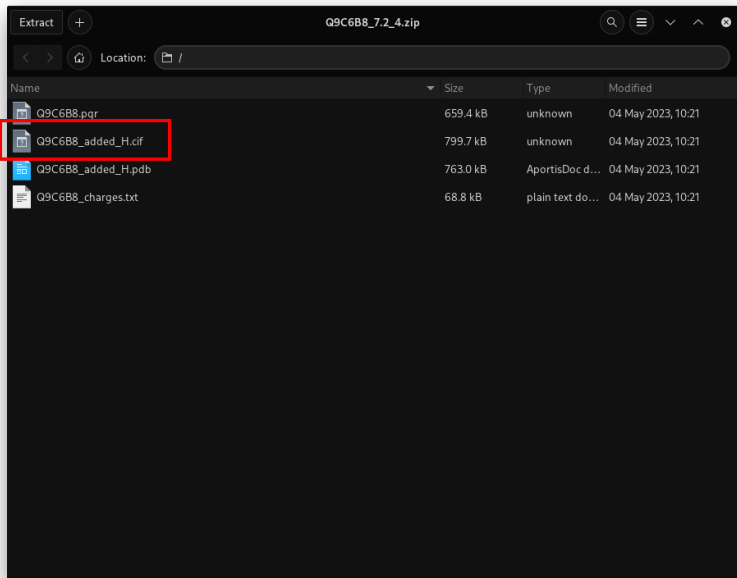 Extract
Q9C6B8_7.2_4.zip
Location: /
Name Size Type Modified
Q9C6B8.pqr 659.4 kB unknown 04 May 2023, 10:21
Q9C6B8_added_H.cif 799.7 kB unknown 04 May 2023, 10:21
Q9C6B8_added_H.pdb 763.0 kB AportisDoc d... 04 May 2023, 10:21
Q9C6B8_charges.txt 68.8 kB plain text do... 04 May 2023, 10:21